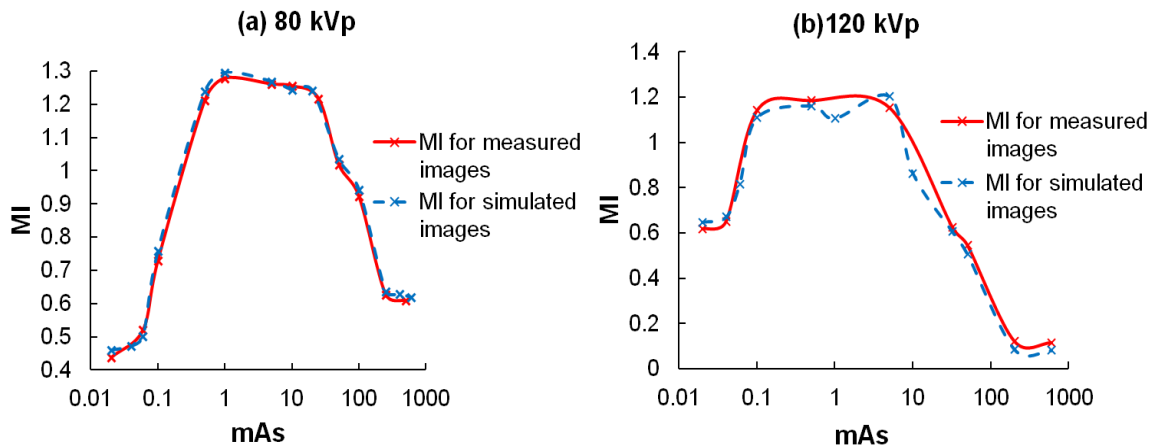 (a) 80 kVp
1.3
1.2
1.1
1
0.9
0.8
0.7
0.6
0.5
0.4
MI
0.01 0.1 1 10 100 1000
mAs
MI for measured
images
MI for simulated
images
(b)120 kVp
1.4
1.2
1
0.8
0.6
0.4
0.2
0
MI
0.01 0.1 1 10 100 1000
mAs
MI for measured
images
MI for simulated
images